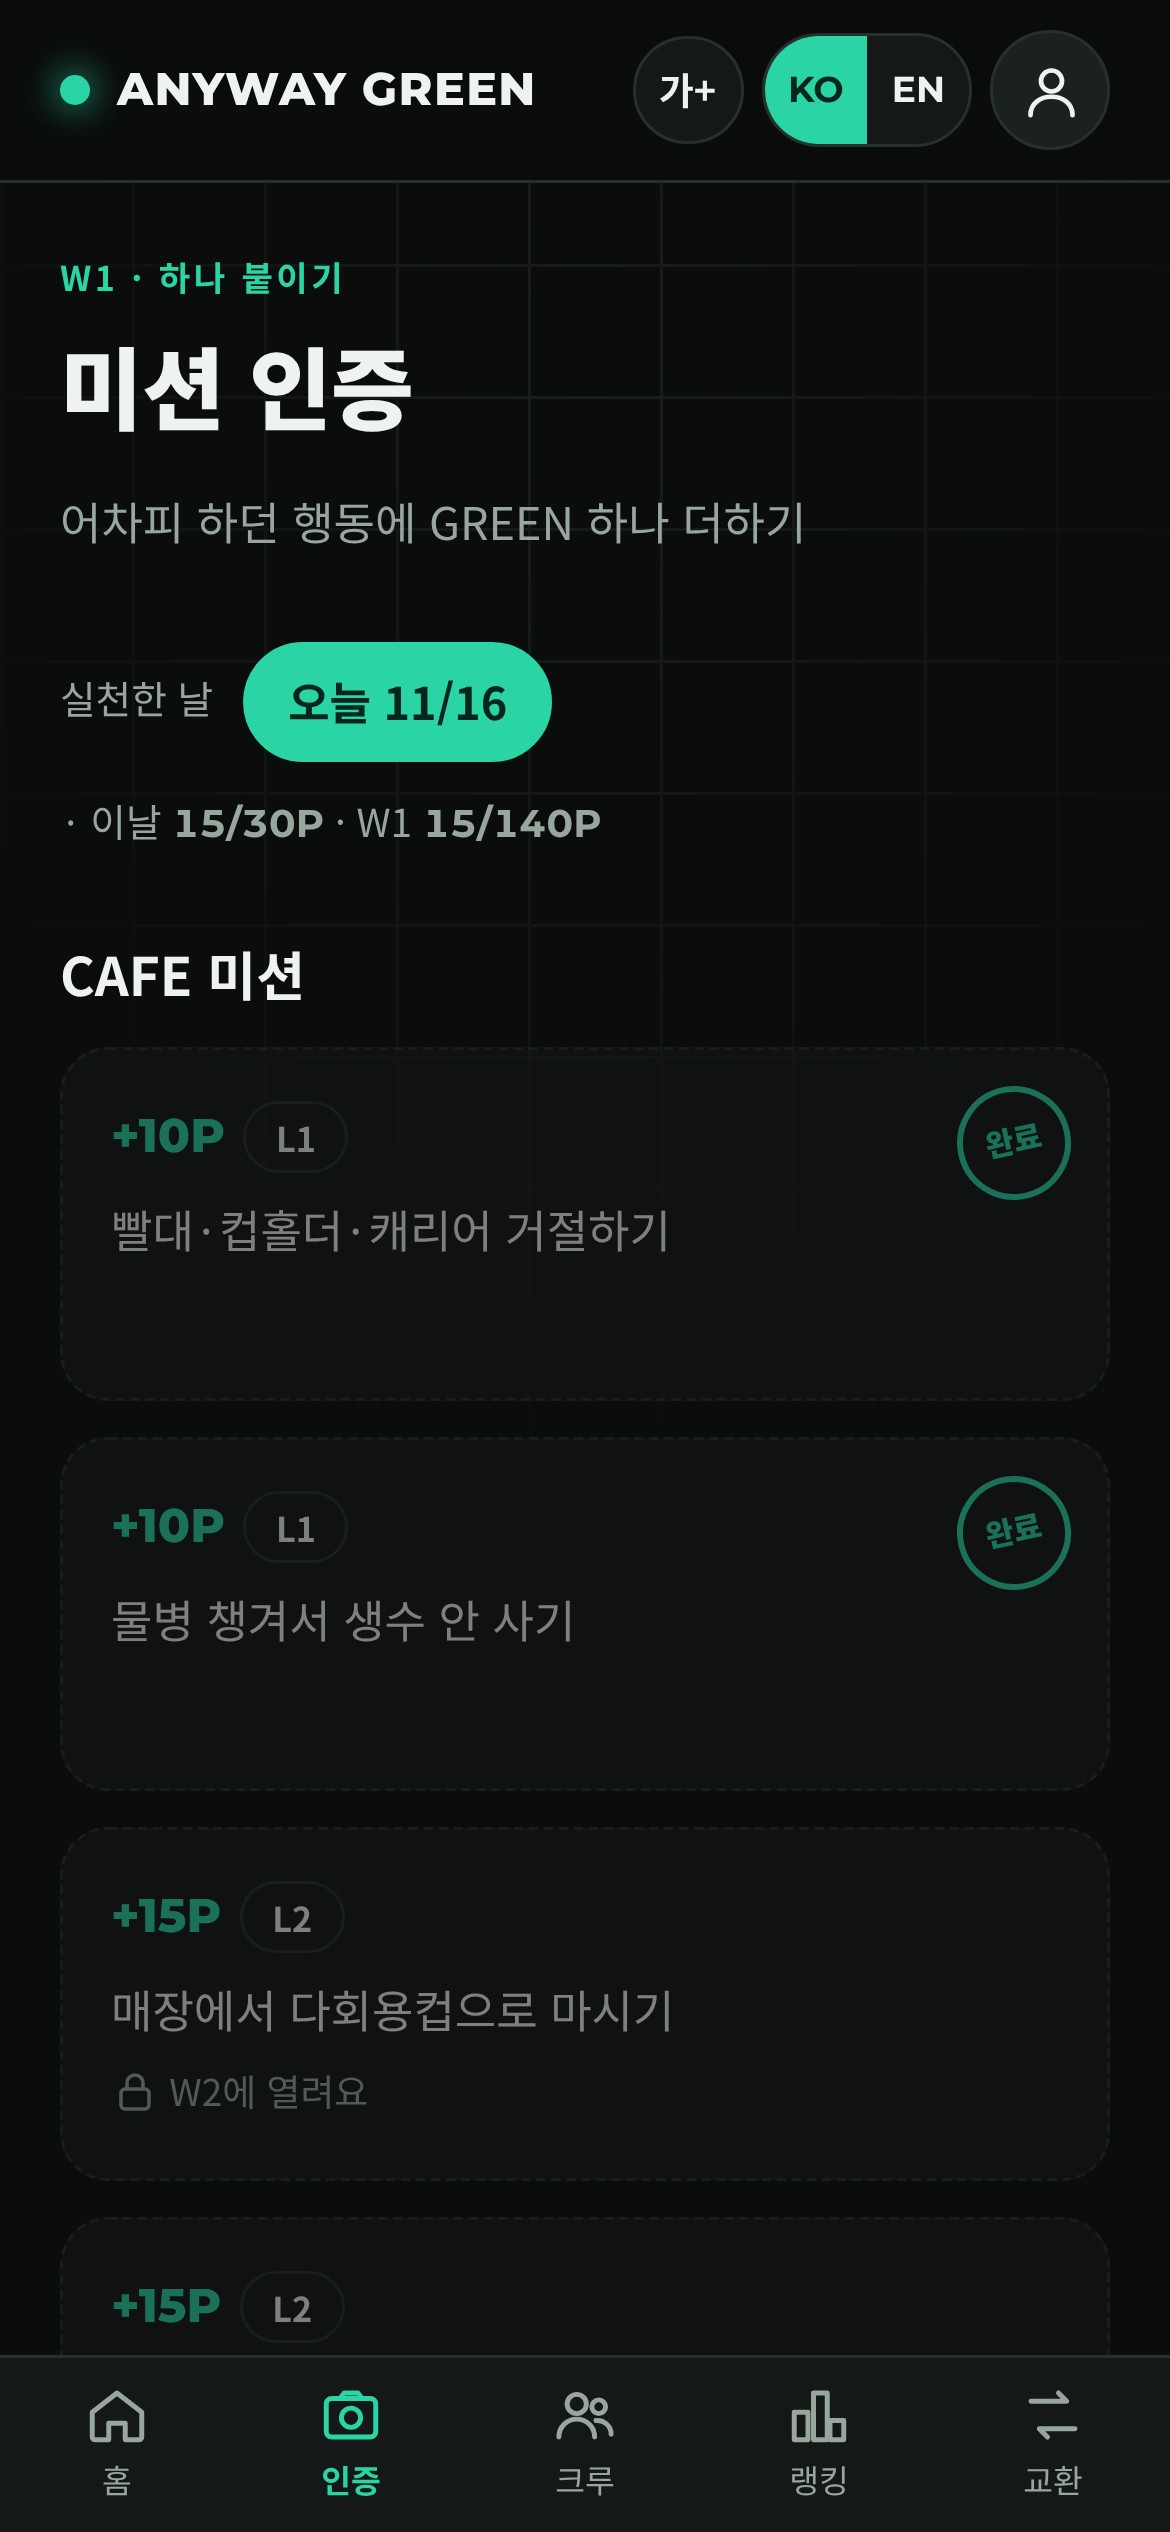 ANYWAY GREEN 가+ KO EN
W1 · 하나 붙이기
미션 인증
어차피 하던 행동에 GREEN 하나 더하기
실천한 날 오늘 11/16
· 이날 15/30P · W1 15/140P
CAFE 미션
+10P L1 완료
빨대·컵홀더·캐리어 거절하기
+10P L1 완료
물병 챙겨서 생수 안 사기
+15P L2
매장에서 다회용컵으로 마시기
W2에 열려요
+15P L2
홈 인증 크루 랭킹 교환